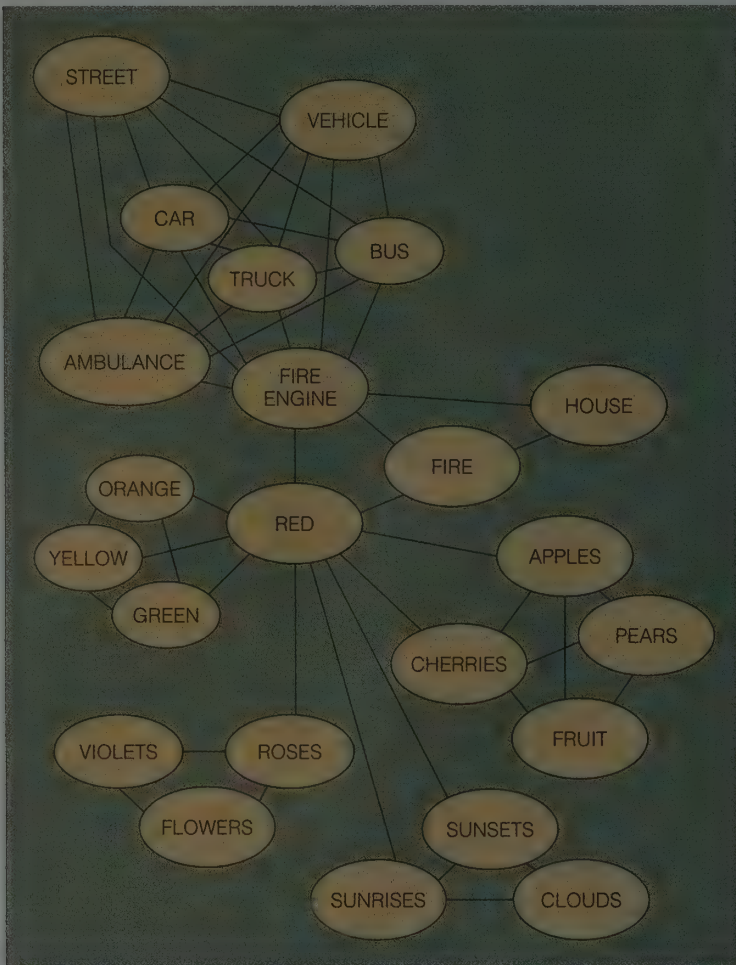 STREET
VEHICLE
CAR
BUS
TRUCK
AMBULANCE
FIRE
ENGINE
HOUSE
FIRE
ORANGE
RED
YELLOW
APPLES
GREEN
PEARS
CHERRIES
FRUIT
VIOLETS
ROSES
FLOWERS
SUNSETS
SUNRISES
CLOUDS